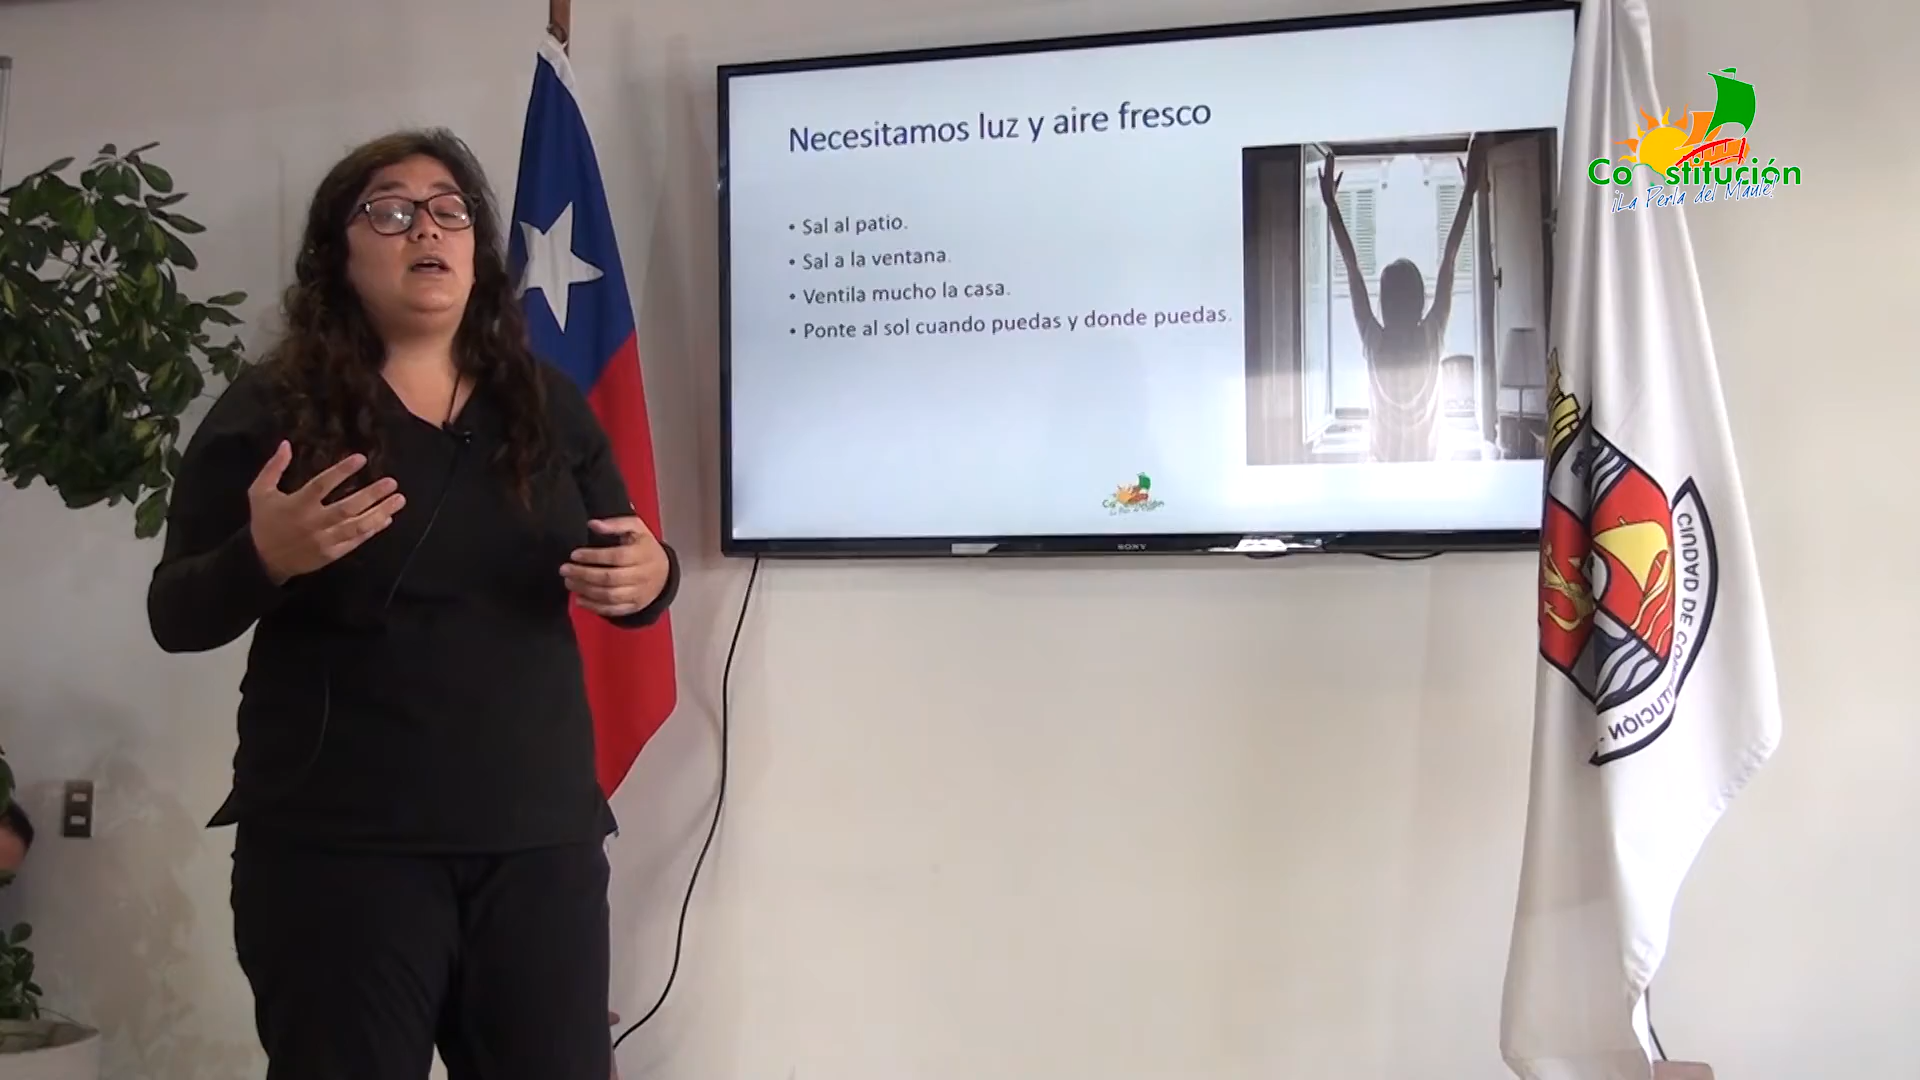 Necesitamos luz y aire fresco
• Sal al patio.
• Sal a la ventana.
• Ventila mucho la casa.
• Ponte al sol cuando puedas y donde puedas.
Constitución
¡La Perla del Maule!
Constitución
SONY
CIUDAD DE CONSTITUCIÓN -